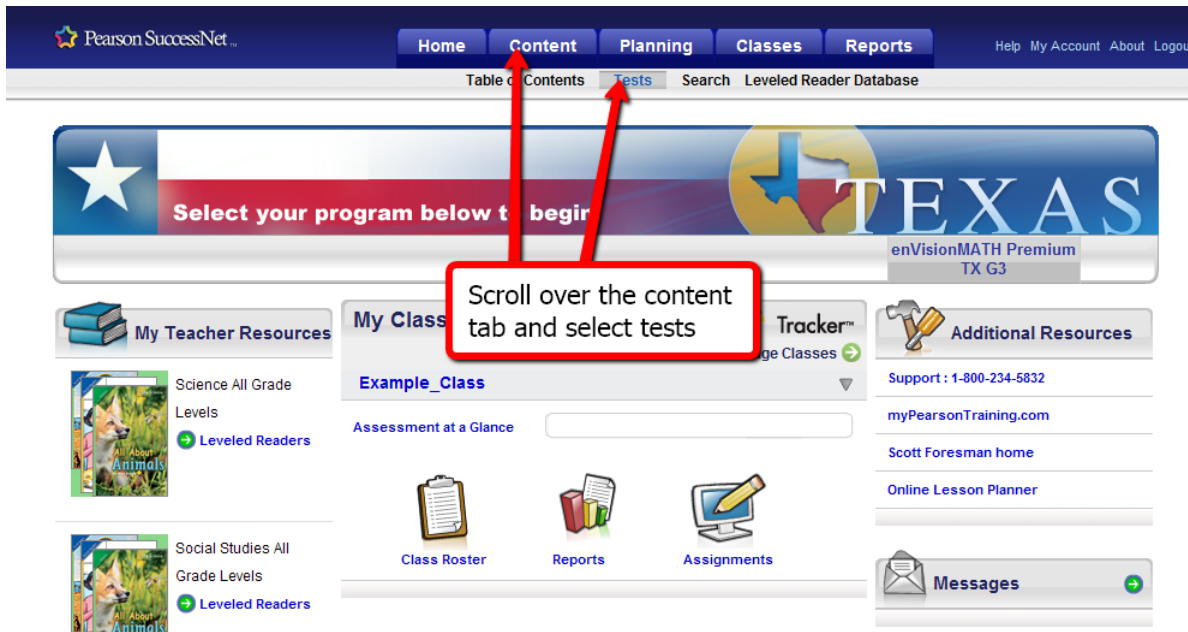 Pearson SuccessNet™
Home Content Planning Classes Reports
Help My Account About Logou
Table of Contents Tests Search Leveled Reader Database
Select your program below to begin
TEXAS
enVisionMATH Premium
TX G3
Scroll over the content
tab and select tests
My Teacher Resources
Science All Grade
Levels
Leveled Readers
All About
Animals
Social Studies All
Grade Levels
Leveled Readers
All About
Animals
My Class
Tracker™
ge Classes
Example_Class
Assessment at a Glance
Class Roster Reports Assignments
Additional Resources
Support : 1-800-234-5832
myPearsonTraining.com
Scott Foresman home
Online Lesson Planner
Messages